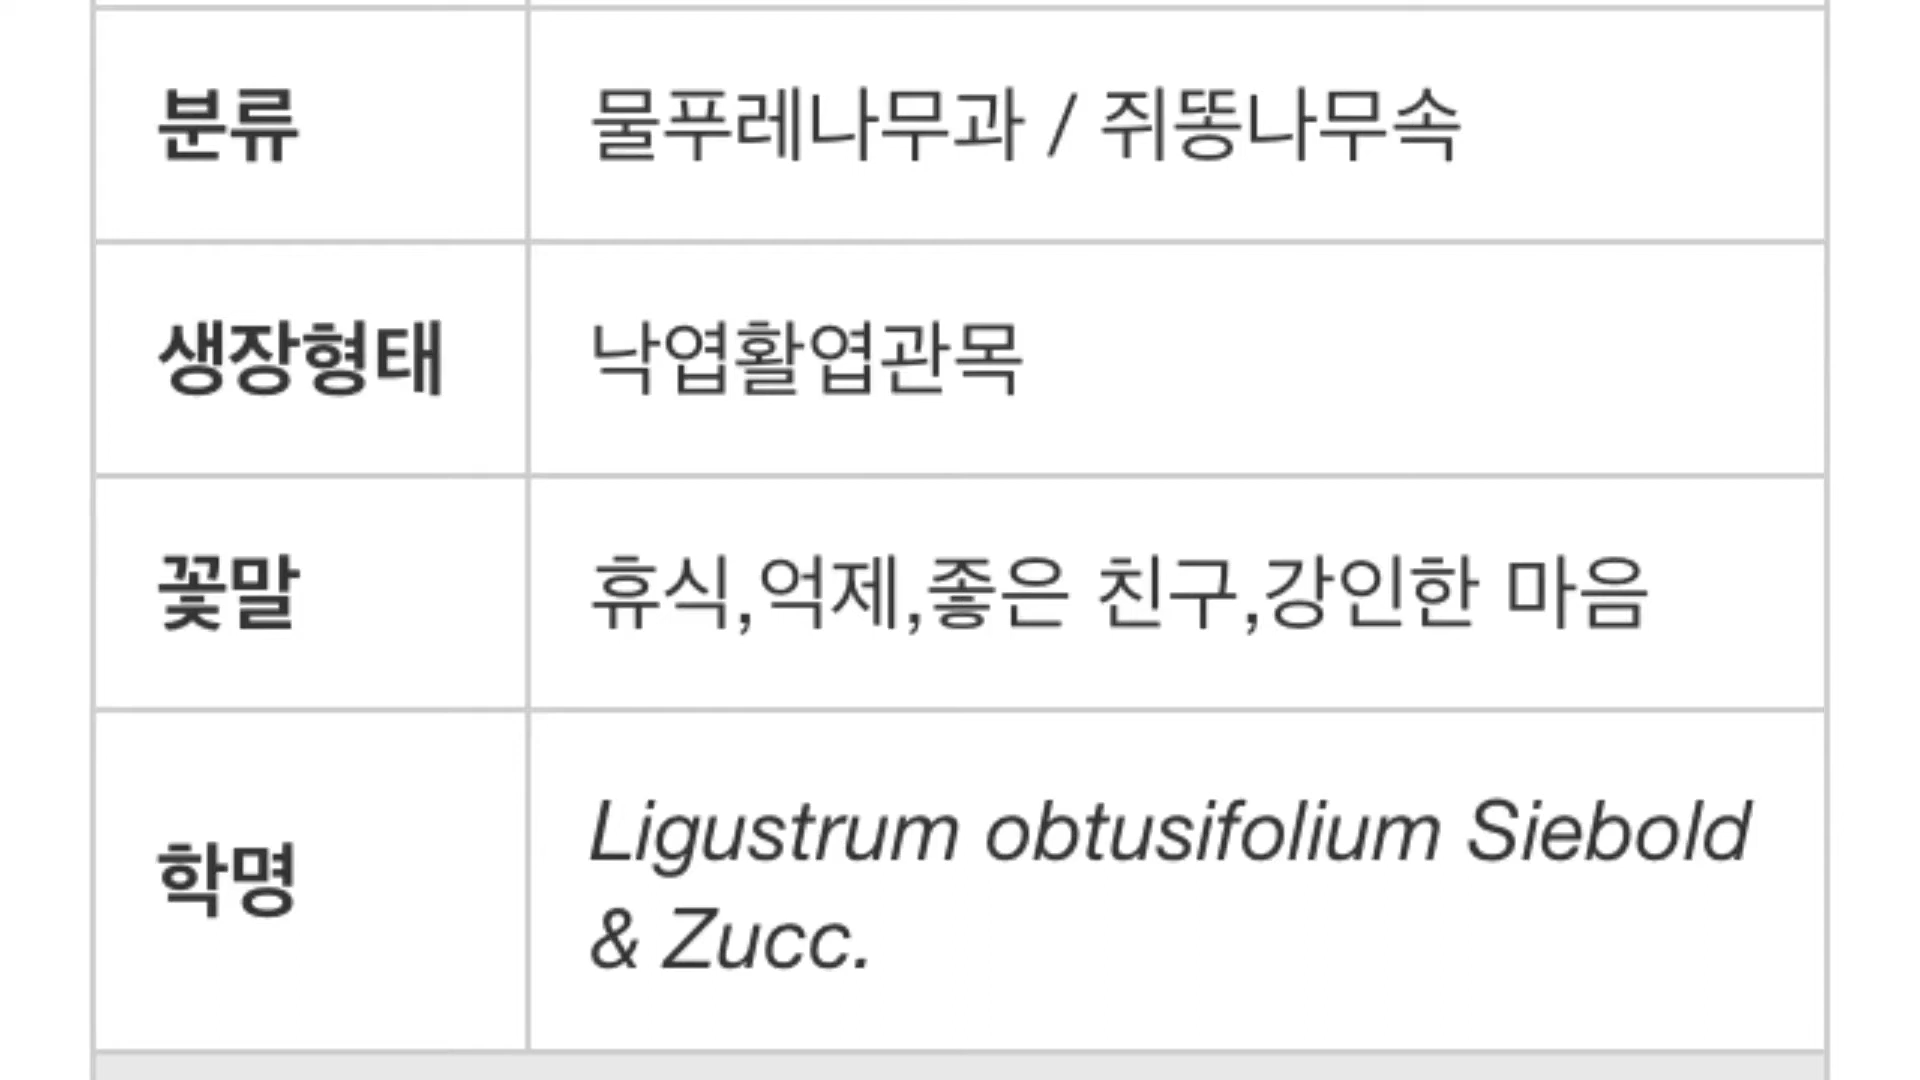 분류
물푸레나무과 / 쥐똥나무속
생장형태
낙엽활엽관목
꽃말
휴식,억제,좋은 친구,강인한 마음
학명
Ligustrum obtusifolium Siebold
& Zucc.